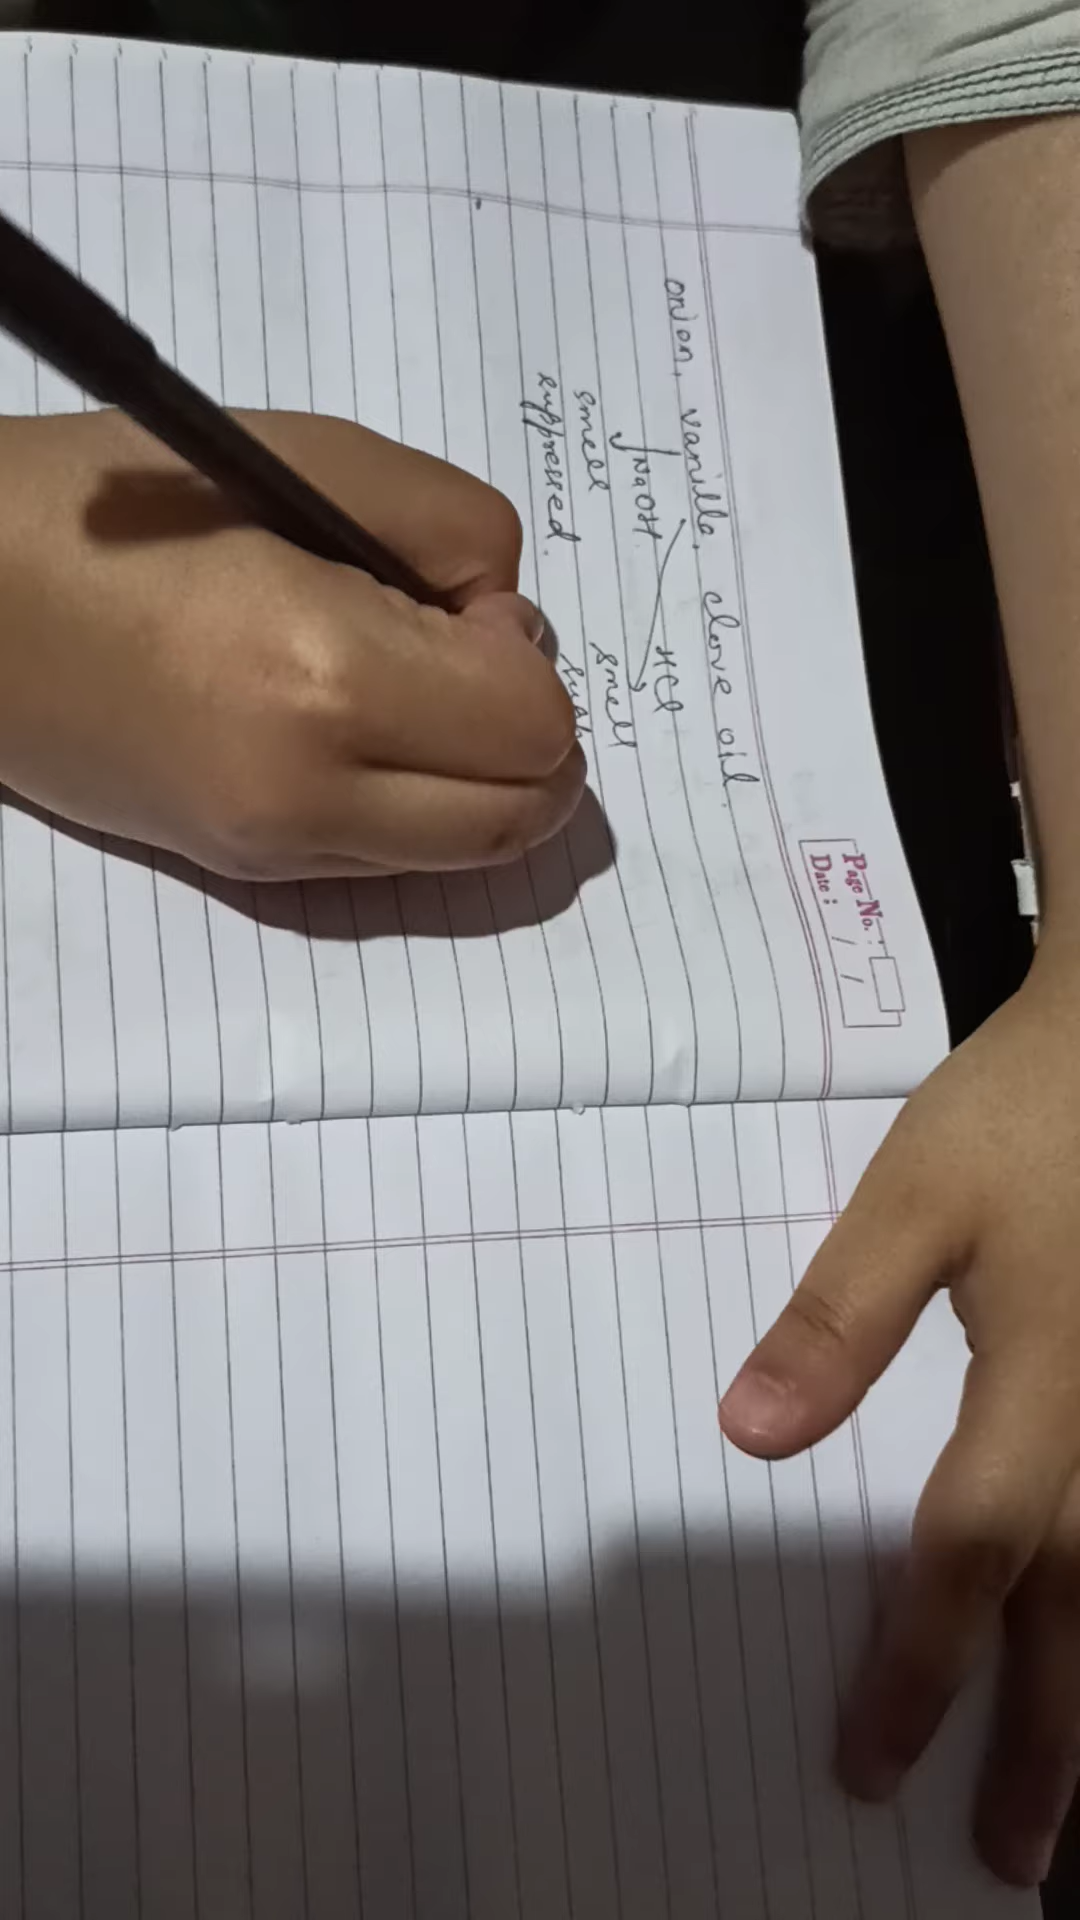 Page No.:
Date: / /
onion, vanilla, clove oil.
NaOH. HCl
smell smell
suppressed.